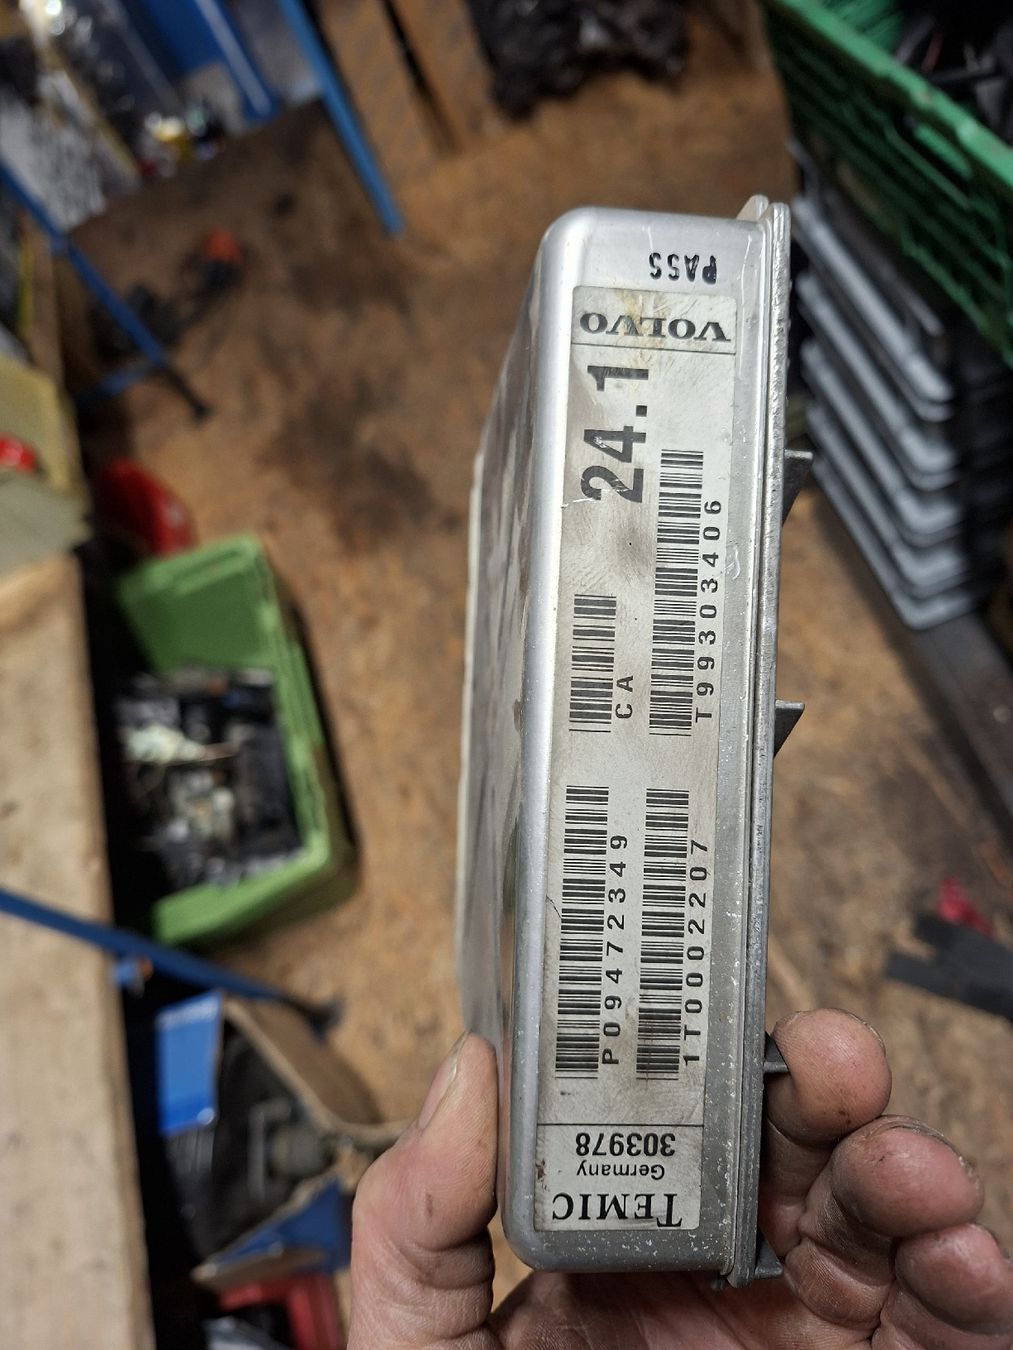 PASS
VOLVO
24.1
CA
T99303406
P09472349
1T0002207
303978
Germany
TEMIC